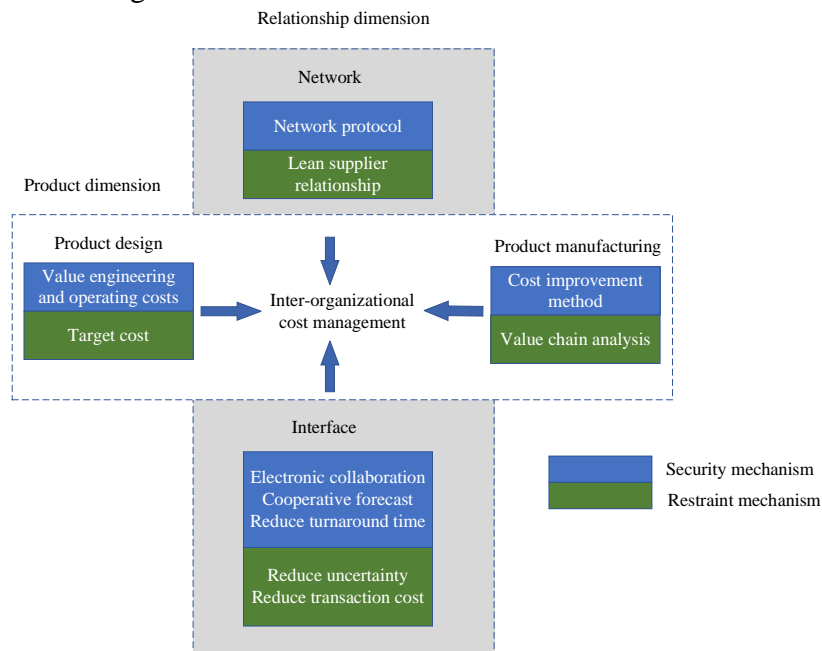 Relationship dimension
Network
Network protocol
Lean supplier
relationship
Product dimension
Product design
Value engineering
and operating costs
Target cost
Inter-organizational
cost management
Product manufacturing
Cost improvement
method
Value chain analysis
Interface
Electronic collaboration
Cooperative forecast
Reduce turnaround time
Reduce uncertainty
Reduce transaction cost
Security mechanism
Restraint mechanism